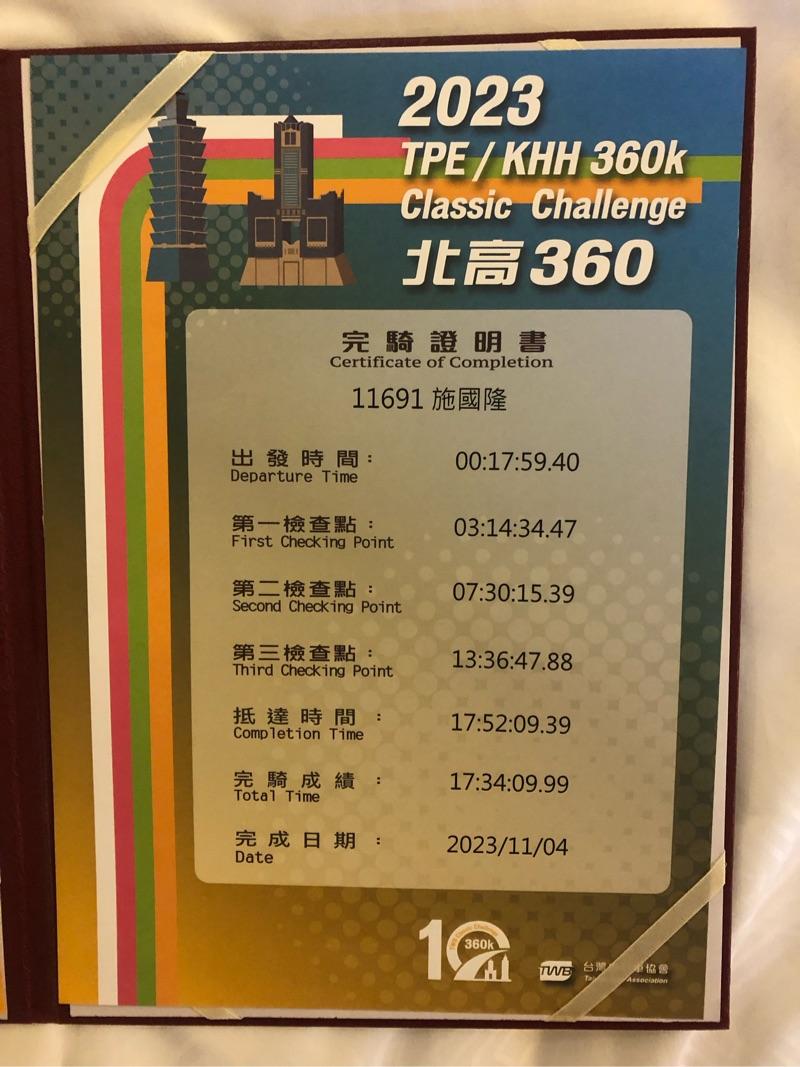 2023
TPE / KHH 360k
Classic Challenge
北高360
完騎證明書
Certificate of Completion
11691 施國隆
出發時間： 00:17:59.40
Departure Time
第一檢查點： 03:14:34.47
First Checking Point
第二檢查點： 07:30:15.39
Second Checking Point
第三檢查點： 13:36:47.88
Third Checking Point
抵達時間： 17:52:09.39
Completion Time
完騎成績： 17:34:09.99
Total Time
完成日期： 2023/11/04
Date
10
360k
TWB
台灣 車協會
Association